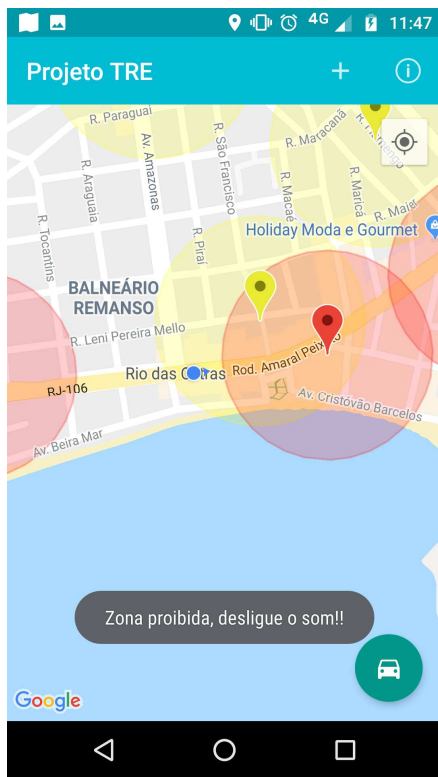 4G 11:47
Projeto TRE
R. Paraguai
Av. Amazonas
R. São Francisco
R. Maracanã
R. Araguaia
R. Macaé
R. Maricá
R. Tocantins
R. Piraí
Holiday Moda e Gourmet
BALNEÁRIO
REMANSO
R. Leni Pereira Mello
Rio das Ostras
Rod. Amaral Peixoto
RJ-106
Av. Cristóvão Barcelos
Av. Beira Mar
Zona proibida, desligue o som!!
Google